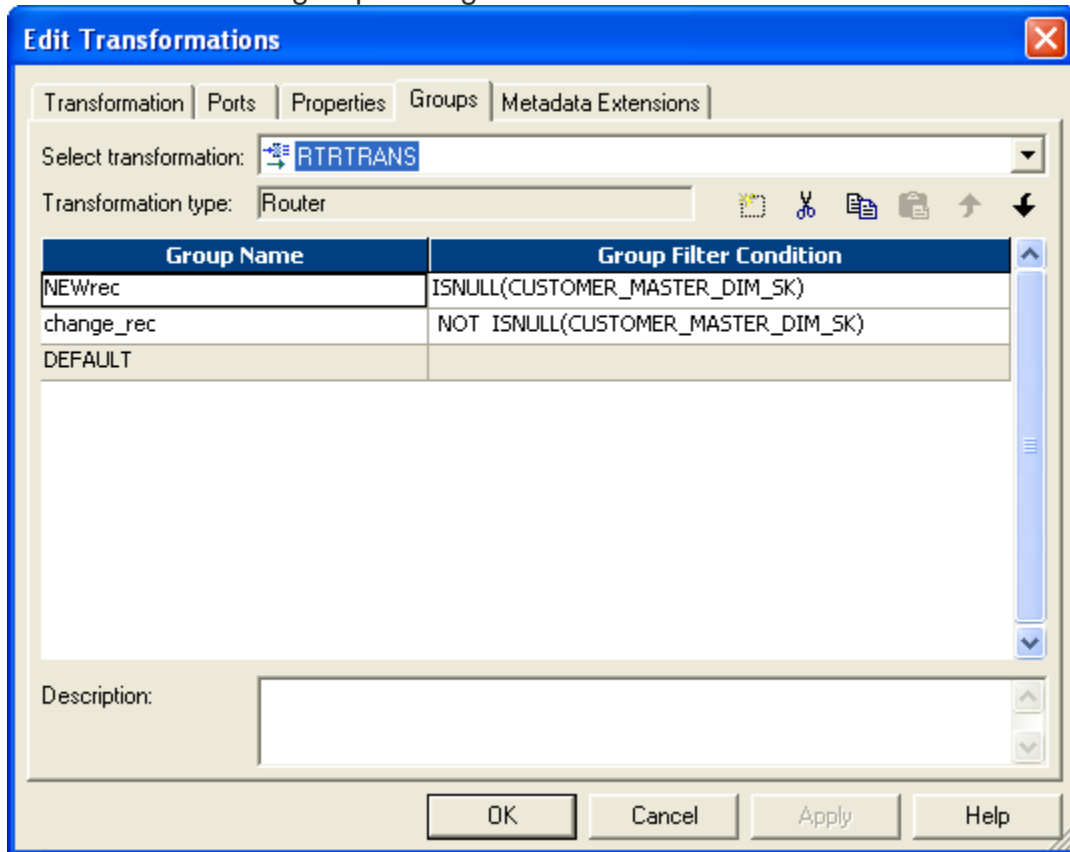 Edit Transformations
Transformation Ports Properties Groups Metadata Extensions
Select transformation: RTRTRANS
Transformation type: Router
Group Name Group Filter Condition
NEWrec ISNULL(CUSTOMER_MASTER_DIM_SK)
change_rec NOT ISNULL(CUSTOMER_MASTER_DIM_SK)
DEFAULT
Description:
OK Cancel Apply Help